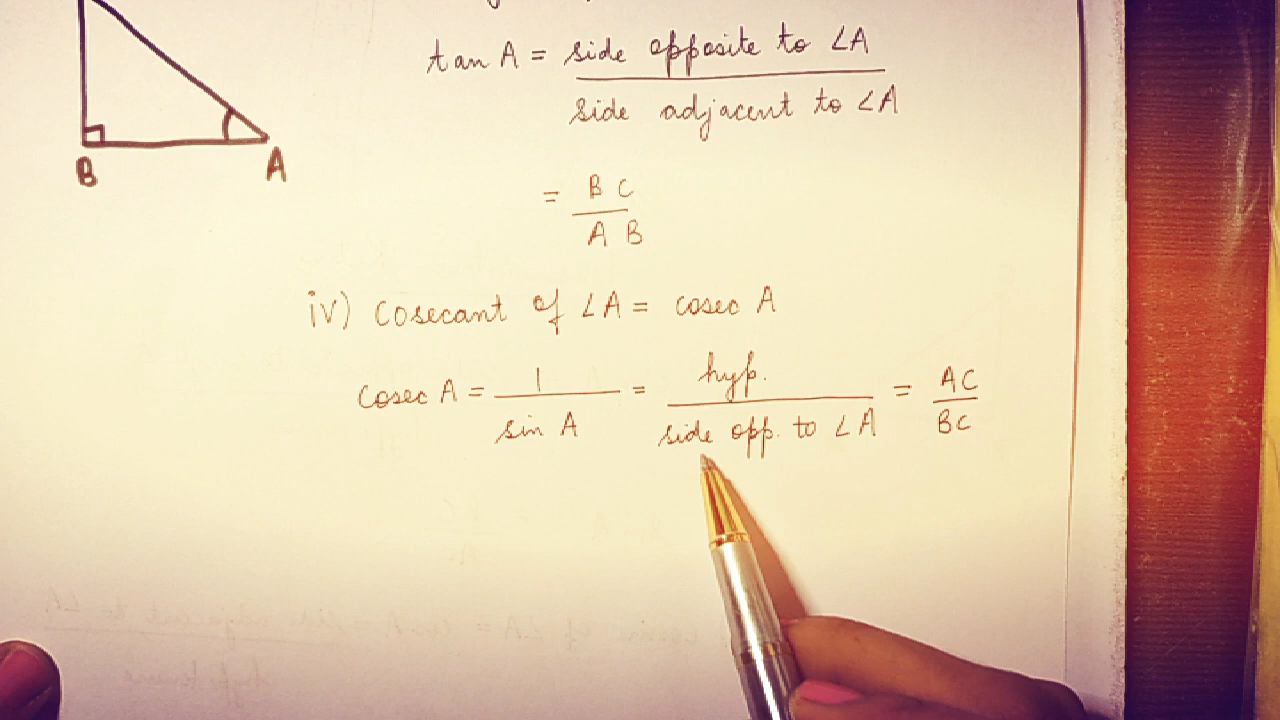 tan A = side opposite to ∠A
side adjacent to ∠A
= BC
AB
B
A
iv) Cosecant of ∠A = cosec A
Cosec A = 1 = hyp. = AC
sin A side opp. to ∠A BC